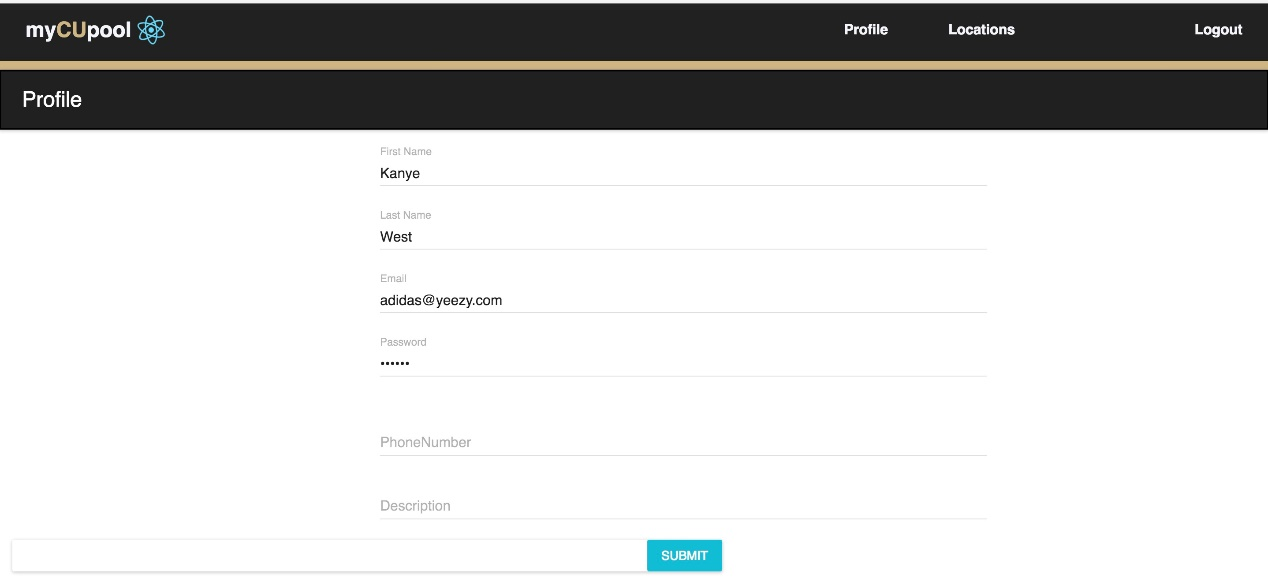 myCUpool Profile Locations Logout
Profile
First Name
Kanye
Last Name
West
Email
adidas@yeezy.com
Password
••••••
PhoneNumber
Description
SUBMIT